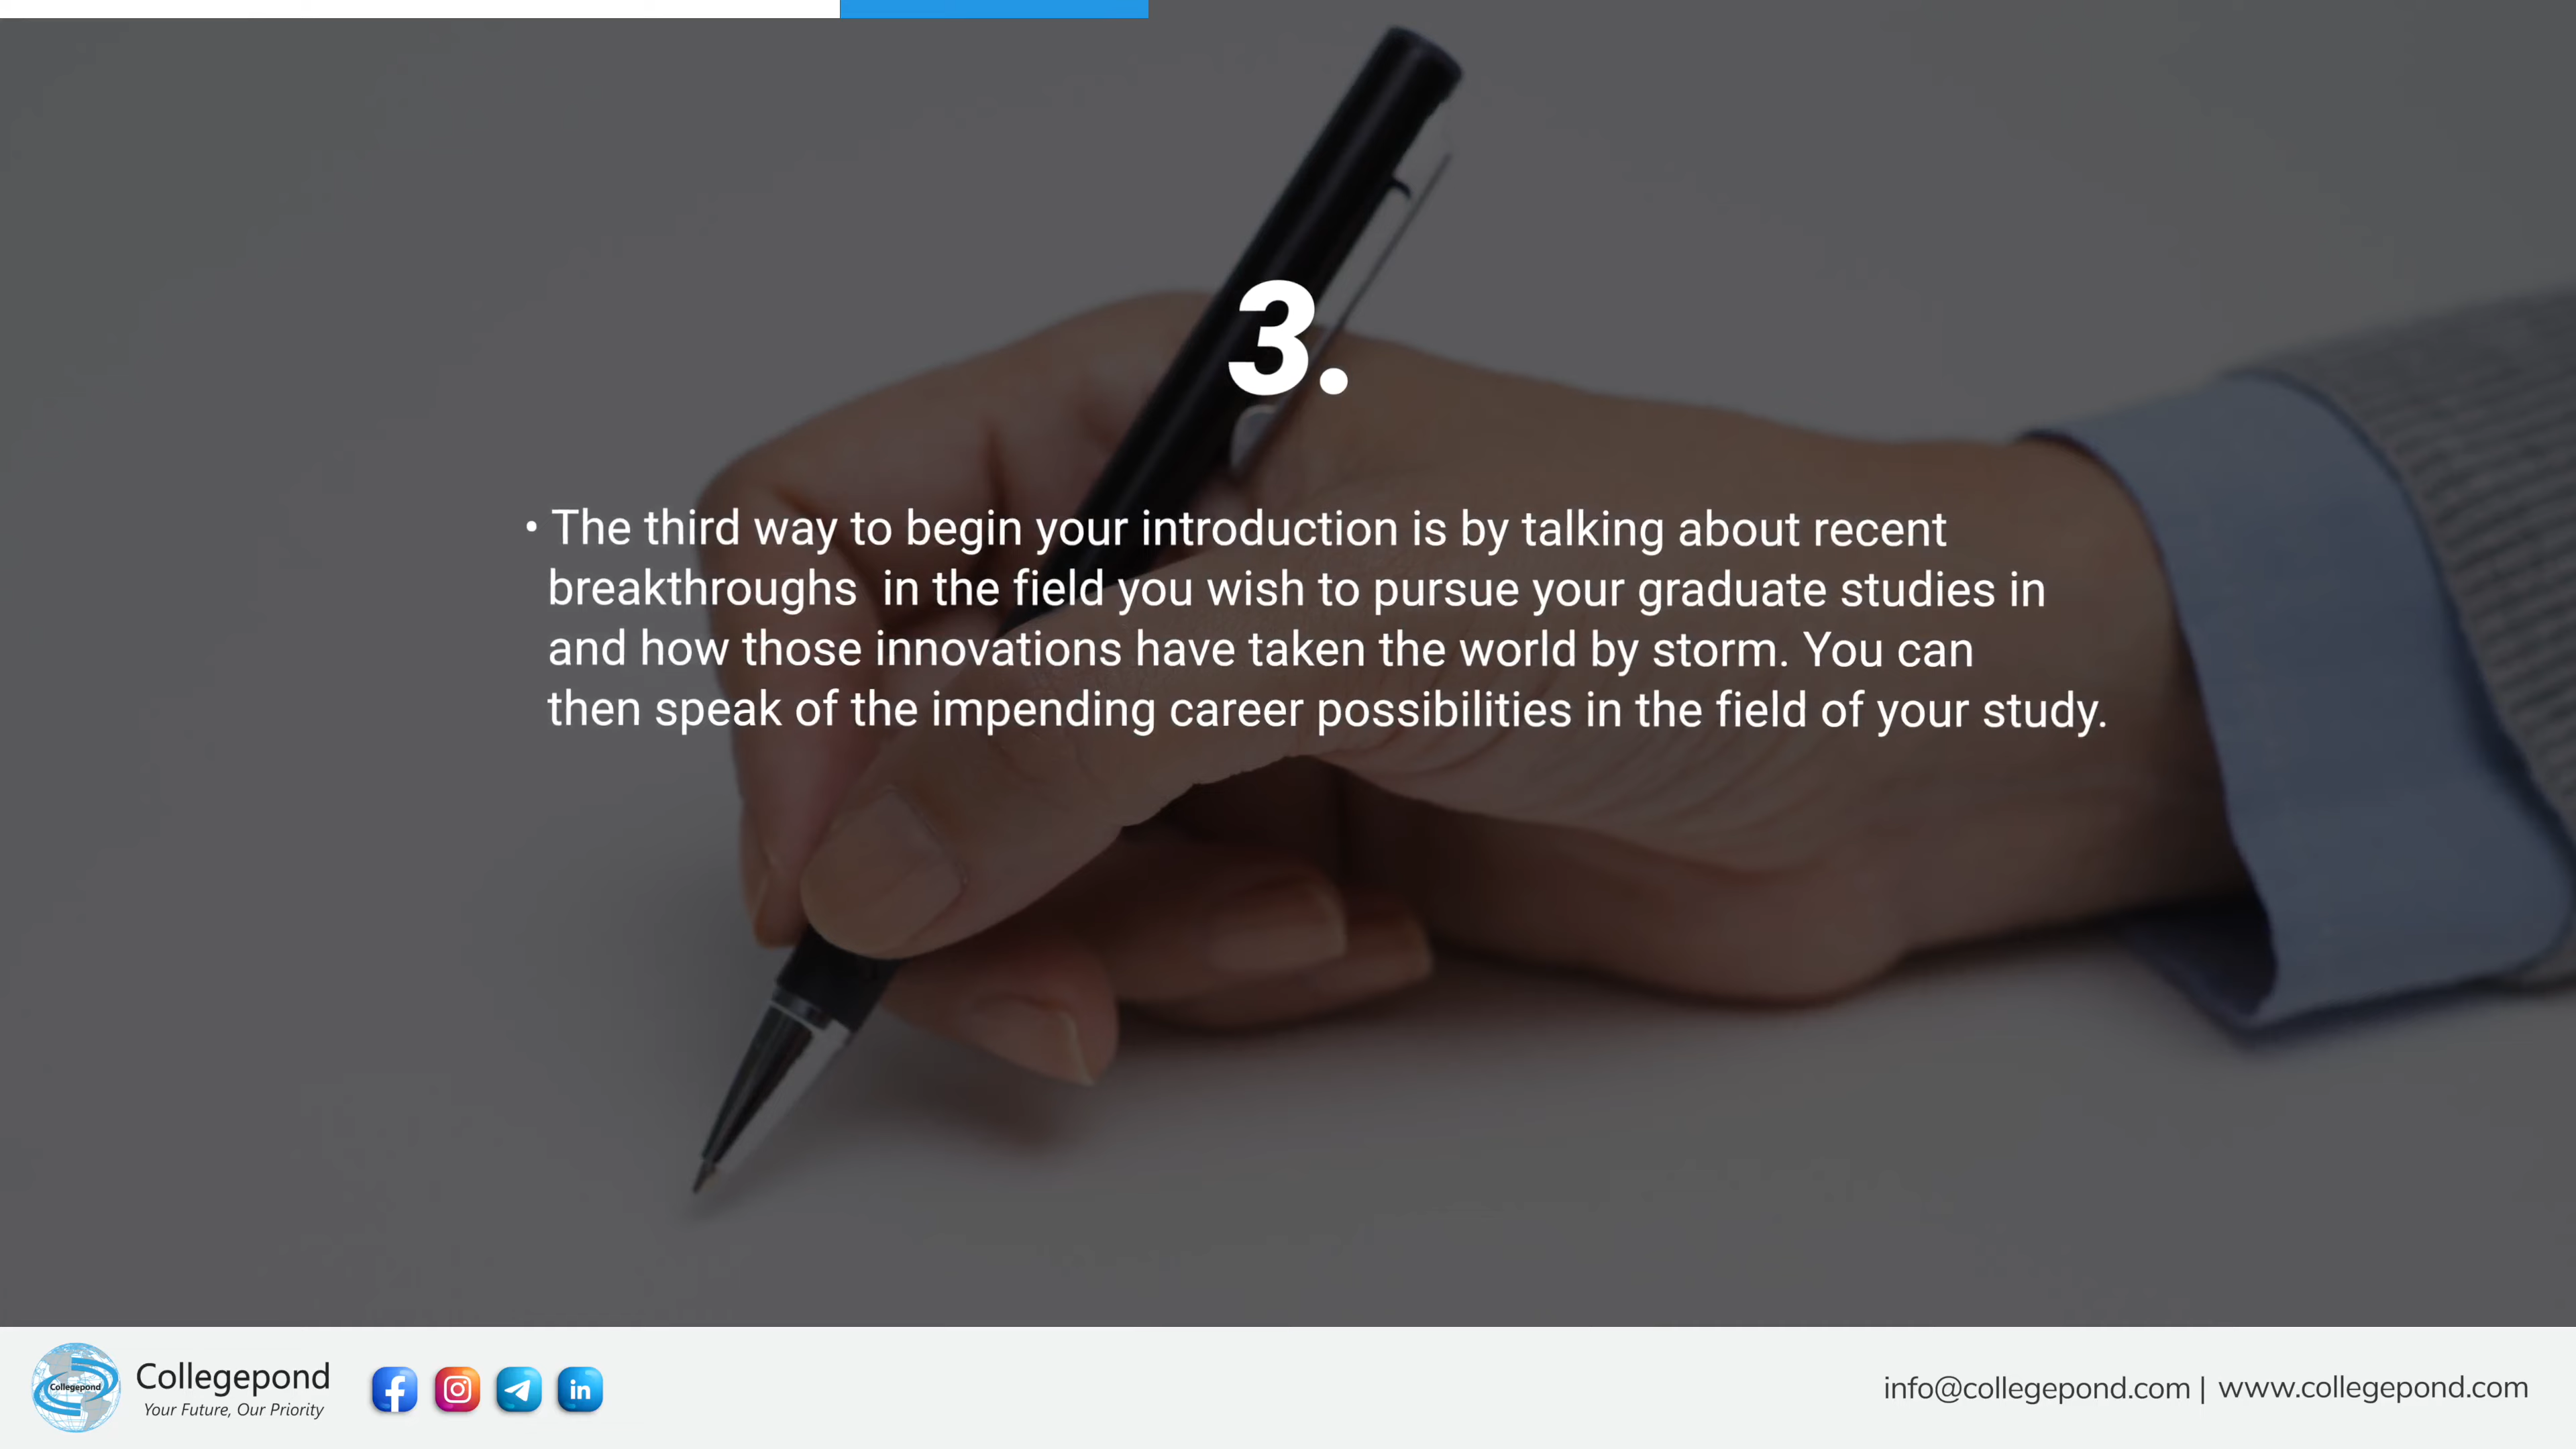 3.
• The third way to begin your introduction is by talking about recent
breakthroughs  in the field you wish to pursue your graduate studies in
and how those innovations have taken the world by storm. You can
then speak of the impending career possibilities in the field of your study.
Collegepond
Collegepond
Your Future, Our Priority
in
info@collegepond.com | www.collegepond.com